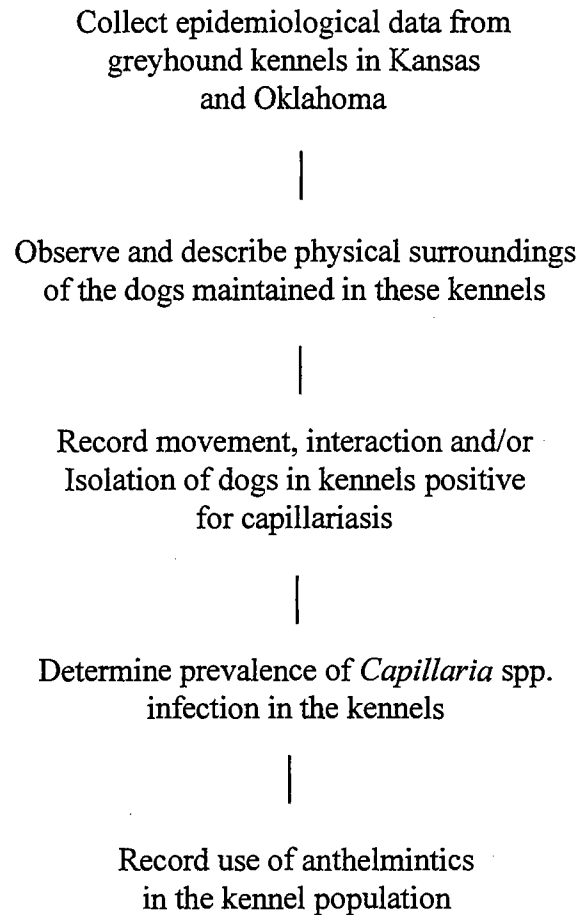 Collect epidemiological data from
greyhound kennels in Kansas
and Oklahoma
Observe and describe physical surroundings
of the dogs maintained in these kennels
Record movement, interaction and/or
Isolation of dogs in kennels positive
for capillariasis
Determine prevalence of Capillaria spp.
infection in the kennels
Record use of anthelmintics
in the kennel population